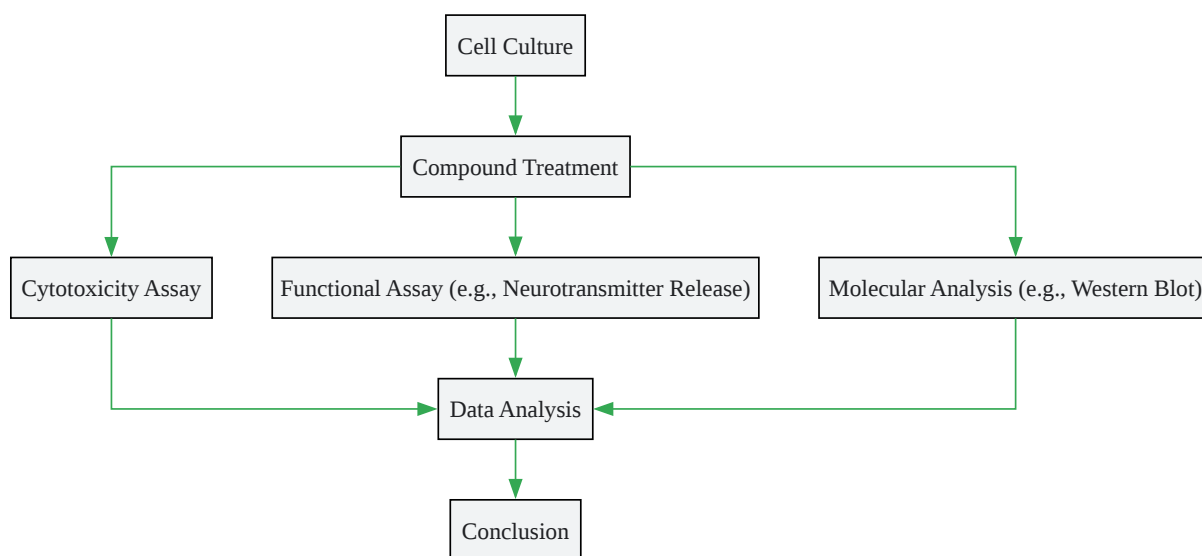 Cell Culture
Compound Treatment
Cytotoxicity Assay
Functional Assay (e.g., Neurotransmitter Release)
Molecular Analysis (e.g., Western Blot)
Data Analysis
Conclusion